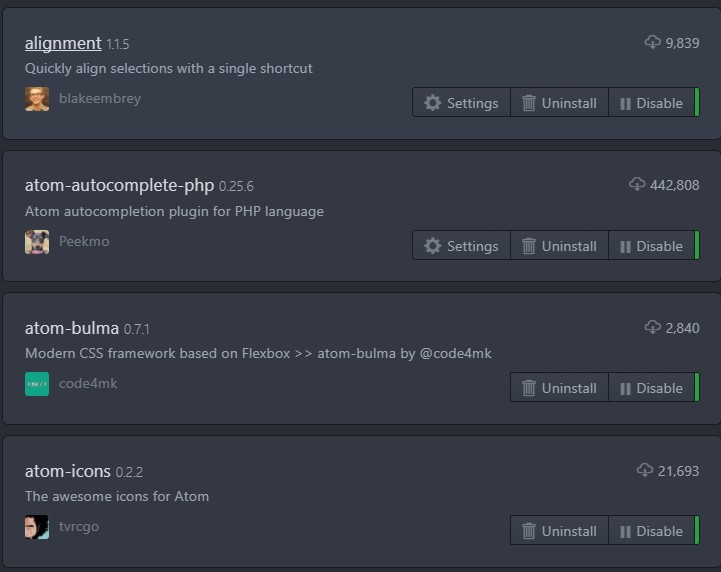 alignment 1.1.5 9,839
Quickly align selections with a single shortcut
blakeembrey Settings Uninstall Disable
atom-autocomplete-php 0.25.6 442,808
Atom autocompletion plugin for PHP language
Peekmo Settings Uninstall Disable
atom-bulma 0.7.1 2,840
Modern CSS framework based on Flexbox >> atom-bulma by @code4mk
code4mk Uninstall Disable
atom-icons 0.2.2 21,693
The awesome icons for Atom
tvrcgo Uninstall Disable